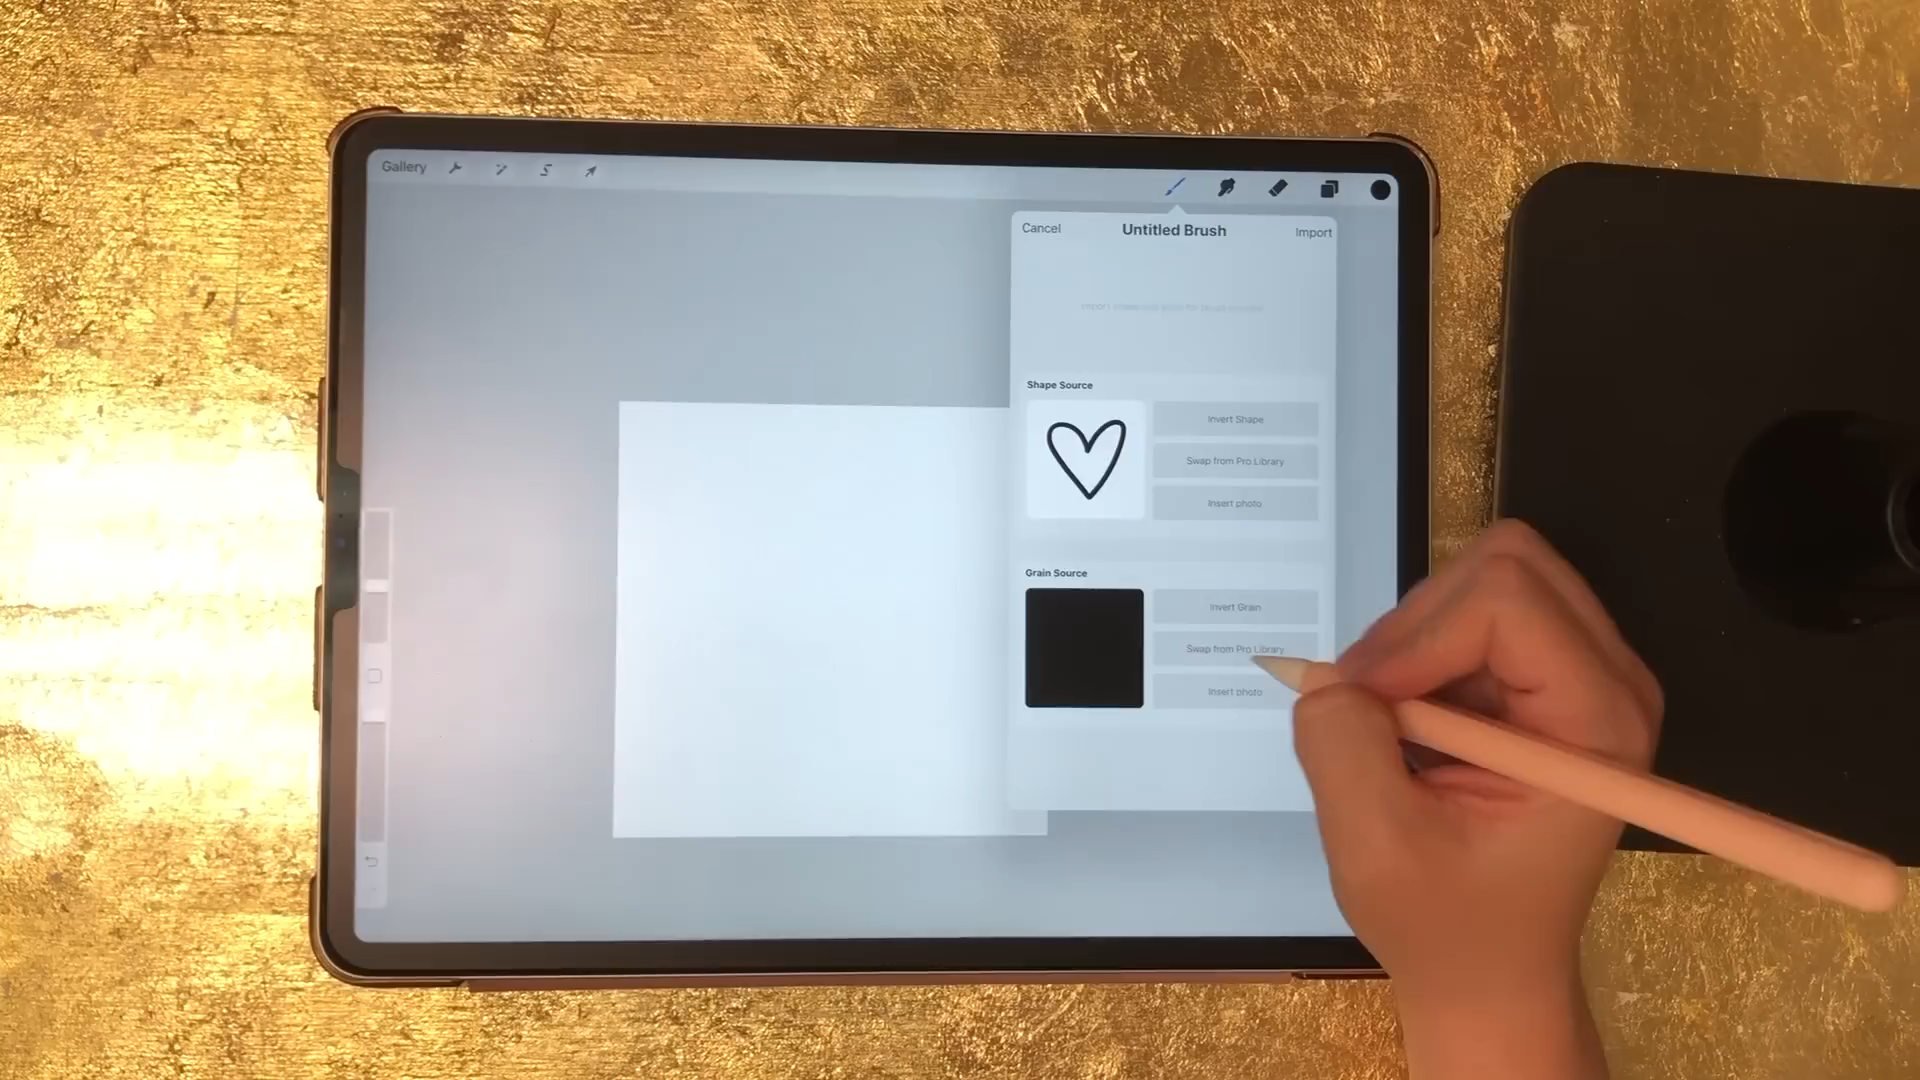 Gallery
Cancel
Untitled Brush
Import
Shape Source
Invert Shape
Swap from Pro Library
Insert photo
Grain Source
Invert Grain
Swap from Pro Library
Insert photo